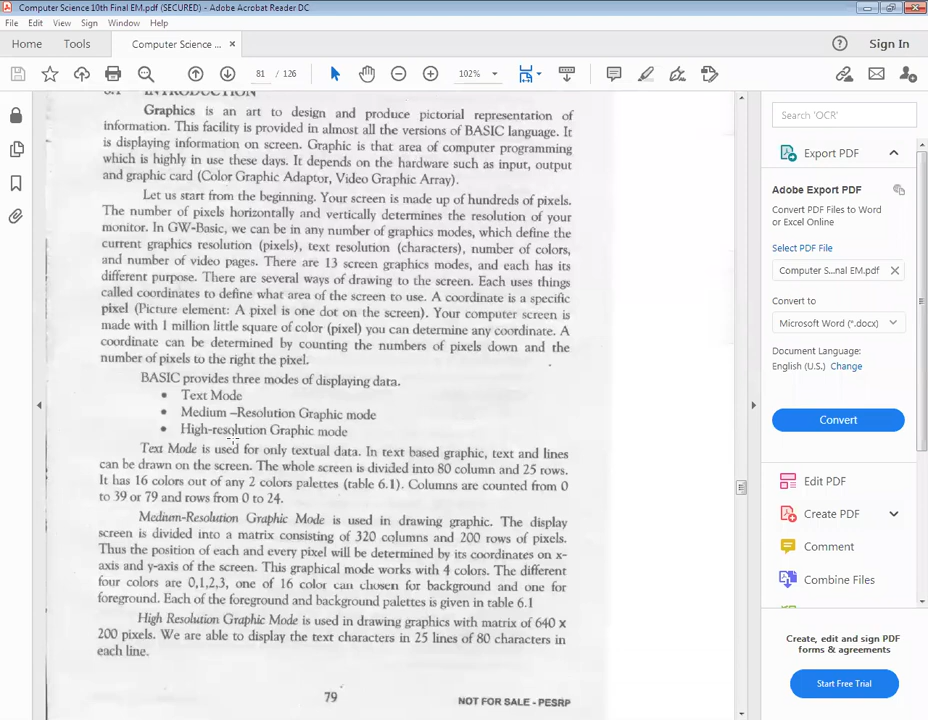 Computer Science 10th Final EM.pdf (SECURED) - Adobe Acrobat Reader DC
File Edit View Sign Window Help
Home Tools Computer Science ... × Sign In
81 / 126 102%
6.1 INTRODUCTION
Graphics is an art to design and produce pictorial representation of
information. This facility is provided in almost all the versions of BASIC language. It
is displaying information on screen. Graphic is that area of computer programming
which is highly in use these days. It depends on the hardware such as input, output
and graphic card (Color Graphic Adaptor, Video Graphic Array).
Let us start from the beginning. Your screen is made up of hundreds of pixels.
The number of pixels horizontally and vertically determines the resolution of your
monitor. In GW-Basic, we can be in any number of graphics modes, which define the
current graphics resolution (pixels), text resolution (characters), number of colors,
and number of video pages. There are 13 screen graphics modes, and each has its
different purpose. There are several ways of drawing to the screen. Each uses things
called coordinates to define what area of the screen to use. A coordinate is a specific
pixel (Picture element: A pixel is one dot on the screen). Your computer screen is
made with 1 million little square of color (pixel) you can determine any coordinate. A
coordinate can be determined by counting the numbers of pixels down and the
number of pixels to the right the pixel.
BASIC provides three modes of displaying data.
• Text Mode
• Medium –Resolution Graphic mode
• High-resolution Graphic mode
Text Mode is used for only textual data. In text based graphic, text and lines
can be drawn on the screen. The whole screen is divided into 80 column and 25 rows.
It has 16 colors out of any 2 colors palettes (table 6.1). Columns are counted from 0
to 39 or 79 and rows from 0 to 24.
Medium-Resolution Graphic Mode is used in drawing graphic. The display
screen is divided into a matrix consisting of 320 columns and 200 rows of pixels.
Thus the position of each and every pixel will be determined by its coordinates on x-
axis and y-axis of the screen. This graphical mode works with 4 colors. The different
four colors are 0,1,2,3, one of 16 color can chosen for background and one for
foreground. Each of the foreground and background palettes is given in table 6.1
High Resolution Graphic Mode is used in drawing graphics with matrix of 640 x
200 pixels. We are able to display the text characters in 25 lines of 80 characters in
each line.
79
NOT FOR SALE - PESRP
Search 'OCR'
Export PDF
Adobe Export PDF
Convert PDF Files to Word
or Excel Online
Select PDF File
Computer S...nal EM.pdf ×
Convert to
Microsoft Word (*.docx)
Document Language:
English (U.S.) Change
Convert
Edit PDF
Create PDF
Comment
Combine Files
Create, edit and sign PDF
forms & agreements
Start Free Trial